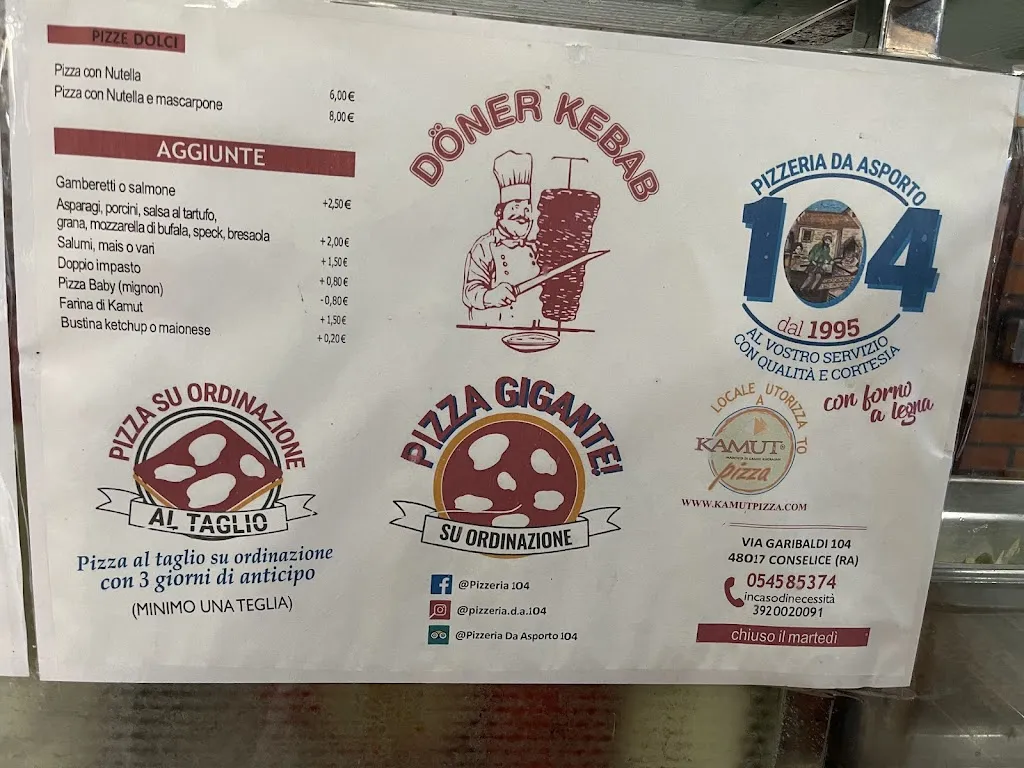 PIZZE DOLCI
Pizza con Nutella 6,00€
Pizza con Nutella e mascarpone 8,00€
AGGIUNTE
Gamberetti o salmone +2,50€
Asparagi, porcini, salsa al tartufo,
grana, mozzarella di bufala, speck, bresaola +2,00€
Salumi, mais o vari +1,50€
Doppio impasto +0,80€
Pizza Baby (mignon) -0,80€
Farina di Kamut +1,50€
Bustina ketchup o maionese +0,20€
PIZZA SU ORDINAZIONE
AL TAGLIO
Pizza al taglio su ordinazione
con 3 giorni di anticipo
(MINIMO UNA TEGLIA)
DÖNER KEBAB
PIZZA GIGANTE!
SU ORDINAZIONE
@Pizzeria 104
@pizzeria.d.a.104
@Pizzeria Da Asporto 104
PIZZERIA DA ASPORTO
104
dal 1995
AL VOSTRO SERVIZIO
CON QUALITÀ E CORTESIA
con forno
a legna
LOCALE A UTORIZZA TO
KAMUT®
pizza
WWW.KAMUTPIZZA.COM
VIA GARIBALDI 104
48017 CONSELICE (RA)
054585374
incasodinecessità
3920020091
chiuso il martedì